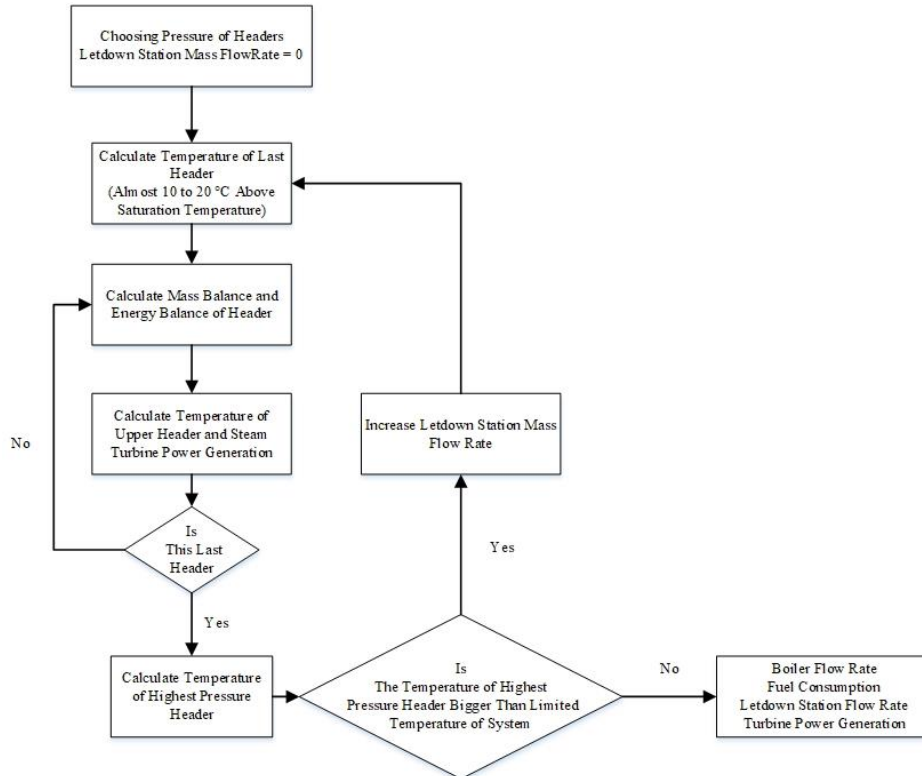 Choosing Pressure of Headers
Letdown Station Mass FlowRate = 0
Calculate Temperature of Last
Header
(Almost 10 to 20 °C Above
Saturation Temperature)
Calculate Mass Balance and
Energy Balance of Header
Calculate Temperature of
Upper Header and Steam
Turbine Power Generation
No
Is
This Last
Header
Yes
Calculate Temperature
of Highest Pressure
Header
Increase Letdown Station Mass
Flow Rate
Yes
Is
The Temperature of Highest
Pressure Header Bigger Than Limited
Temperature of System
No
Boiler Flow Rate
Fuel Consumption
Letdown Station Flow Rate
Turbine Power Generation